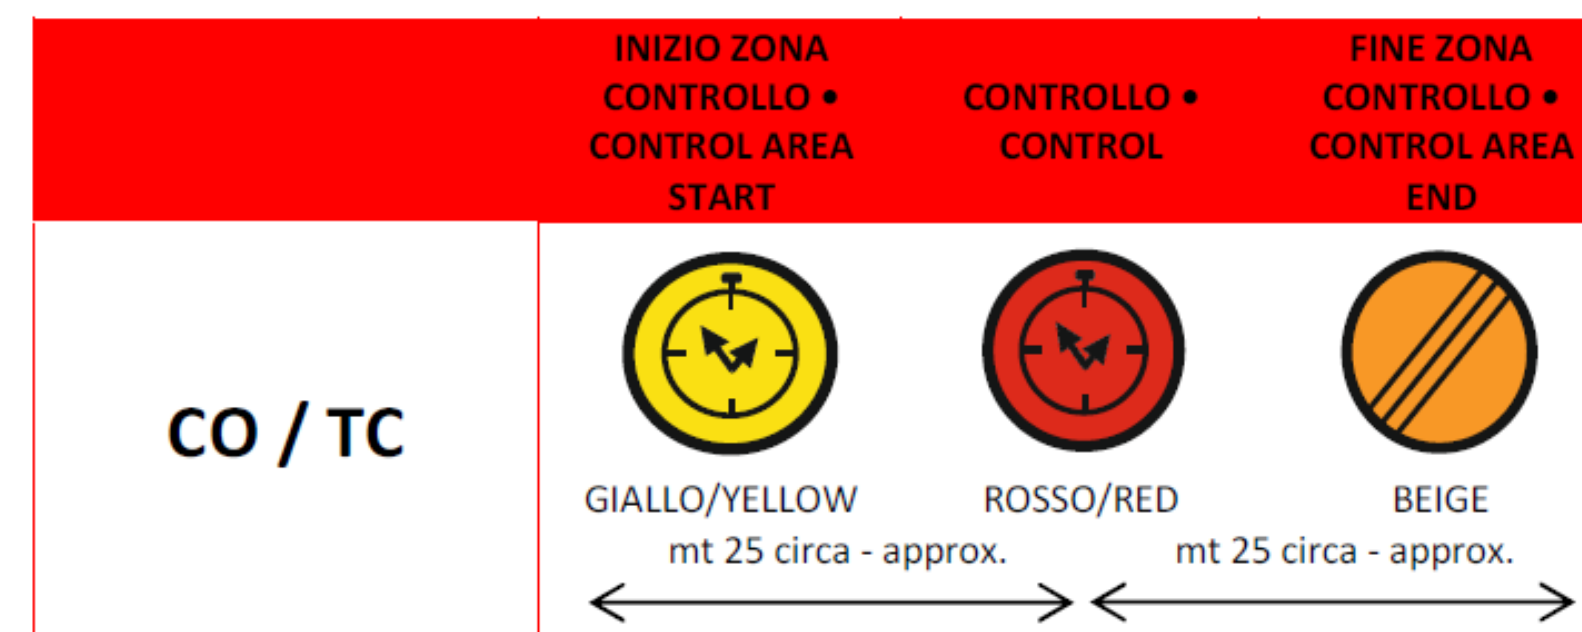 INIZIO ZONA
CONTROLLO •
CONTROL AREA
START
CONTROLLO •
CONTROL
FINE ZONA
CONTROLLO •
CONTROL AREA
END
CO / TC
GIALLO/YELLOW
ROSSO/RED
BEIGE
mt 25 circa - approx.
mt 25 circa - approx.